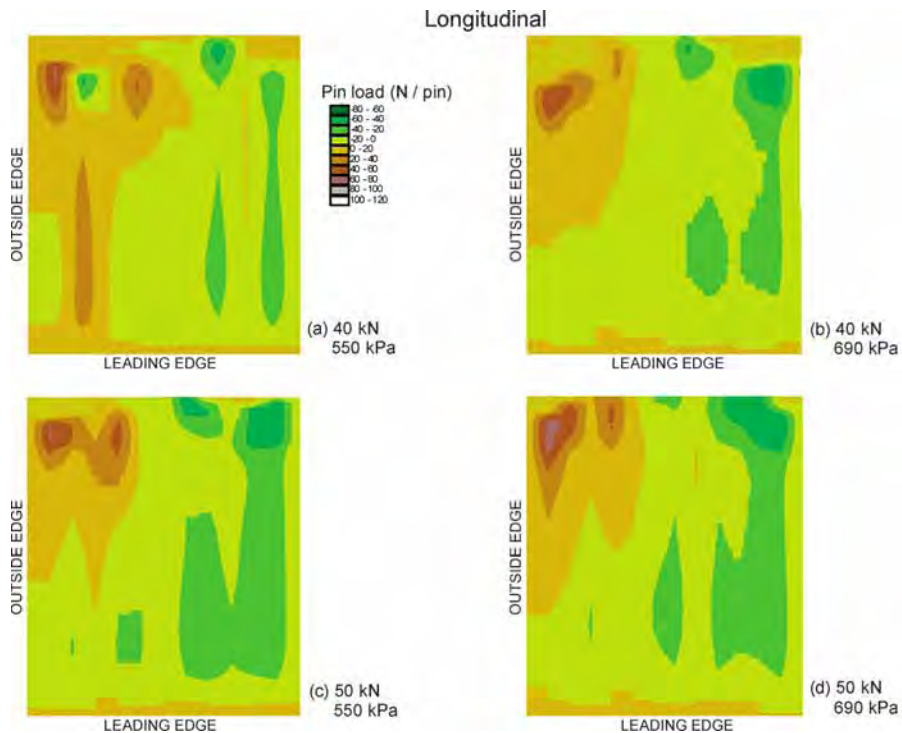 Longitudinal
Pin load (N / pin)
-80 - -60
-60 - -40
-40 - -20
-20 - 0
0 - 20
20 - 40
40 - 60
60 - 80
80 - 100
100 - 120
OUTSIDE EDGE
LEADING EDGE
(a) 40 kN
550 kPa
OUTSIDE EDGE
LEADING EDGE
(b) 40 kN
690 kPa
OUTSIDE EDGE
LEADING EDGE
(c) 50 kN
550 kPa
OUTSIDE EDGE
LEADING EDGE
(d) 50 kN
690 kPa